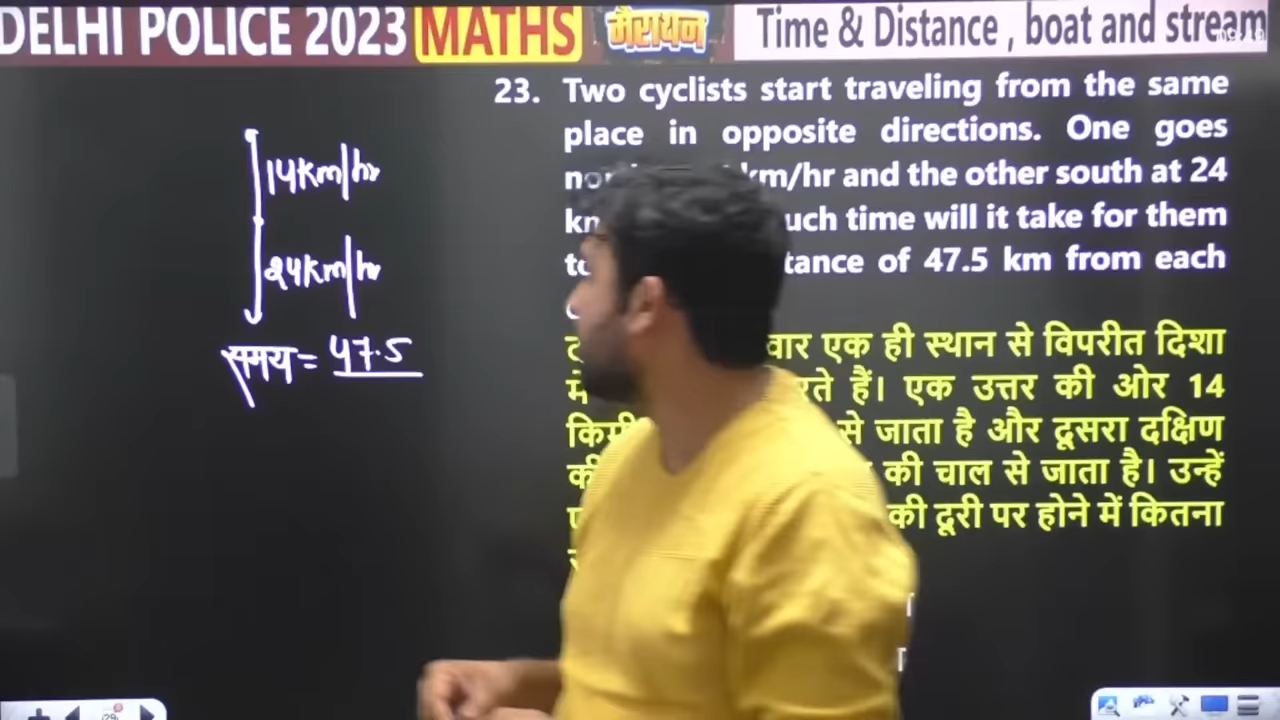 DELHI POLICE 2023 MATHS मैराथन Time & Distance , boat and stream
23. Two cyclists start traveling from the same
place in opposite directions. One goes
km/hr and the other south at 24
time will it take for them
of 47.5 km from each
एक ही स्थान से विपरीत दिशा
हैं। एक उत्तर की ओर 14
से जाता है और दूसरा दक्षिण
की चाल से जाता है। उन्हें
की दूरी पर होने में कितना
14km/hr
24km/hr
समय = 47.5